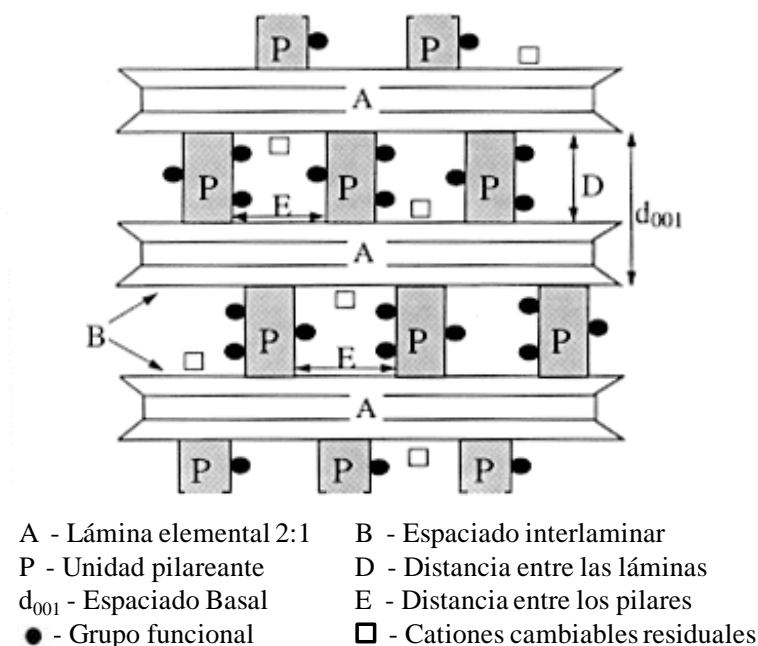 P P
A
P P P D
E d001
A
B P P P
E
A
P P P
A - Lámina elemental 2:1 B - Espaciado interlaminar
P - Unidad pilareante D - Distancia entre las láminas
d001 - Espaciado Basal E - Distancia entre los pilares
- Grupo funcional - Cationes cambiables residuales